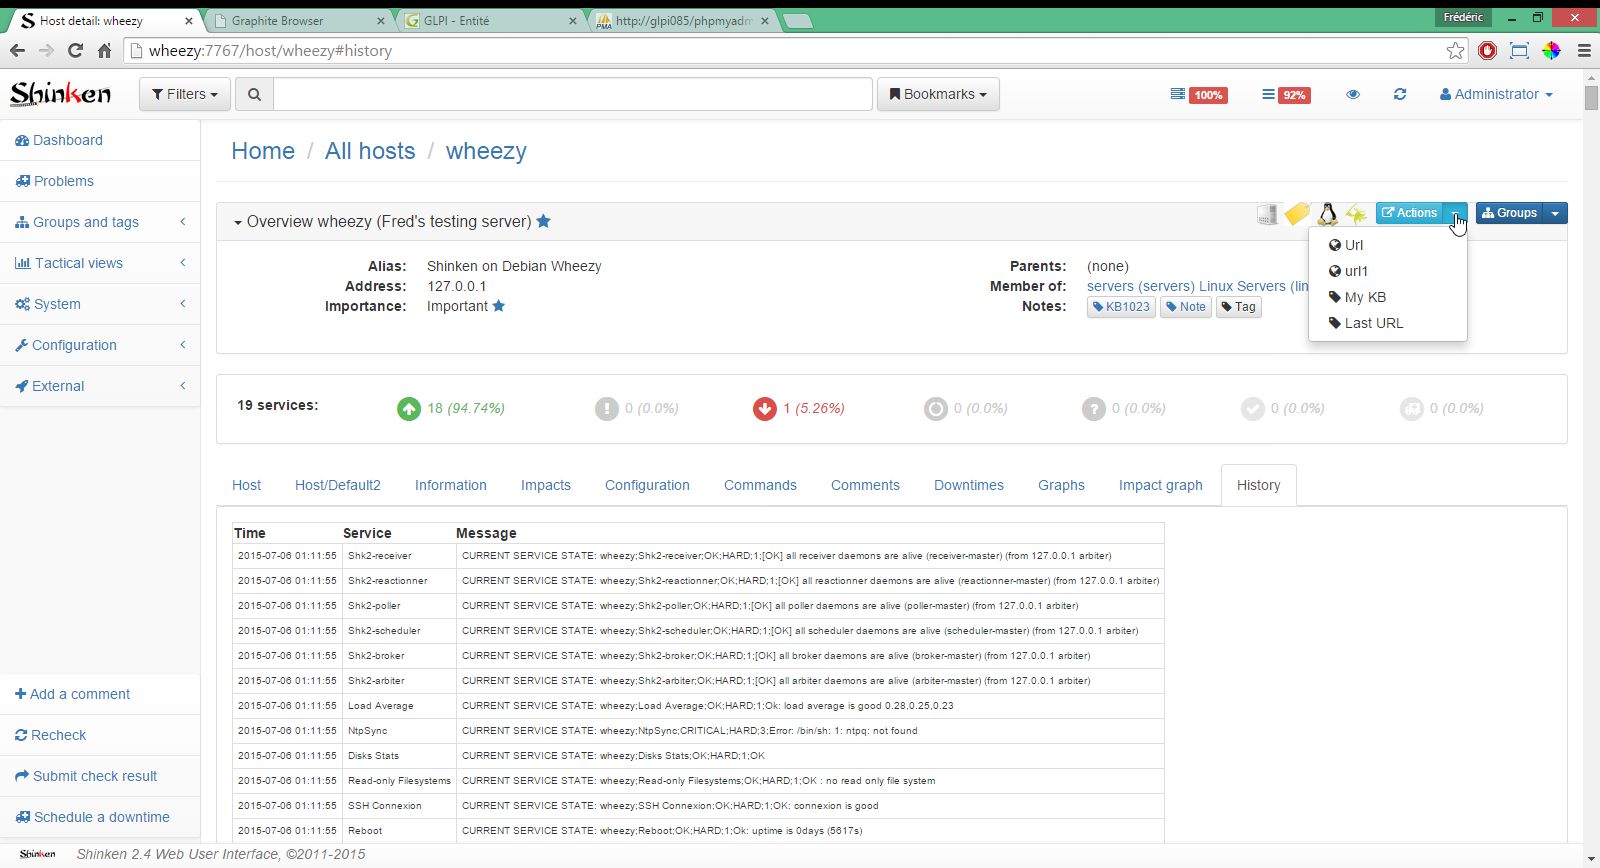 Host detail: wheezy
Graphite Browser
GLPI - Entité
http://glpi085/phpmyadm
Frédéric
wheezy:7767/host/wheezy#history
Shinken
Filters
Bookmarks
100%
92%
Administrator
Dashboard
Problems
Groups and tags
Tactical views
System
Configuration
External
Home / All hosts / wheezy
Overview wheezy (Fred's testing server)
Actions
Groups
Url
url1
My KB
Last URL
Alias: Shinken on Debian Wheezy
Address: 127.0.0.1
Importance: Important
Parents: (none)
Member of: servers (servers) Linux Servers (lin
Notes: KB1023 Note Tag
19 services: 18 (94.74%) 0 (0.0%) 1 (5.26%) 0 (0.0%) 0 (0.0%) 0 (0.0%) 0 (0.0%)
Host Host/Default2 Information Impacts Configuration Commands Comments Downtimes Graphs Impact graph History
Time Service Message
2015-07-06 01:11:55 Shk2-receiver CURRENT SERVICE STATE: wheezy;Shk2-receiver;OK;HARD;1;[OK] all receiver daemons are alive (receiver-master) (from 127.0.0.1 arbiter)
2015-07-06 01:11:55 Shk2-reactionner CURRENT SERVICE STATE: wheezy;Shk2-reactionner;OK;HARD;1;[OK] all reactionner daemons are alive (reactionner-master) (from 127.0.0.1 arbiter)
2015-07-06 01:11:55 Shk2-poller CURRENT SERVICE STATE: wheezy;Shk2-poller;OK;HARD;1;[OK] all poller daemons are alive (poller-master) (from 127.0.0.1 arbiter)
2015-07-06 01:11:55 Shk2-scheduler CURRENT SERVICE STATE: wheezy;Shk2-scheduler;OK;HARD;1;[OK] all scheduler daemons are alive (scheduler-master) (from 127.0.0.1 arbiter)
2015-07-06 01:11:55 Shk2-broker CURRENT SERVICE STATE: wheezy;Shk2-broker;OK;HARD;1;[OK] all broker daemons are alive (broker-master) (from 127.0.0.1 arbiter)
2015-07-06 01:11:55 Shk2-arbiter CURRENT SERVICE STATE: wheezy;Shk2-arbiter;OK;HARD;1;[OK] all arbiter daemons are alive (arbiter-master) (from 127.0.0.1 arbiter)
2015-07-06 01:11:55 Load Average CURRENT SERVICE STATE: wheezy;Load Average;OK;HARD;1;Ok: load average is good 0.28,0.25,0.23
2015-07-06 01:11:55 NtpSync CURRENT SERVICE STATE: wheezy;NtpSync;CRITICAL;HARD;3;Error: /bin/sh: 1: ntpq: not found
2015-07-06 01:11:55 Disks Stats CURRENT SERVICE STATE: wheezy;Disks Stats;OK;HARD;1;OK
2015-07-06 01:11:55 Read-only Filesystems CURRENT SERVICE STATE: wheezy;Read-only Filesystems;OK;HARD;1;OK : no read only file system
2015-07-06 01:11:55 SSH Connexion CURRENT SERVICE STATE: wheezy;SSH Connexion;OK;HARD;1;OK: connexion is good
2015-07-06 01:11:55 Reboot CURRENT SERVICE STATE: wheezy;Reboot;OK;HARD;1;Ok: uptime is 0days (5617s)
Add a comment
Recheck
Submit check result
Schedule a downtime
Shinken Shinken 2.4 Web User Interface, ©2011-2015